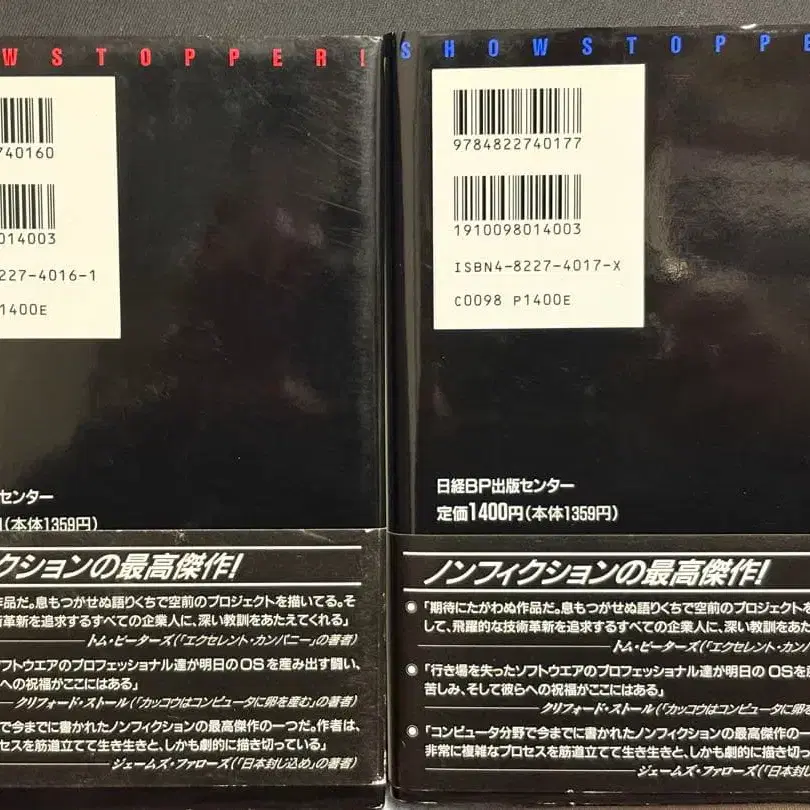 WSTOPPER!
740160
014003
227-4016-1
1400E
センター
(本体1359円)
クションの最高傑作!
作品だ。息もつかせぬ語りくちで空前のプロジェクトを描いてる。そ
術革新を追求するすべての企業人に、深い教訓をあたえてくれる」
トム・ピーターズ(「エクセレント・カンパニー」の著者)
フトウエアのプロフェッショナル達が明日のOSを産み出す闘い、
への祝福がここにはある」
クリフォード・ストール(「カッコウはコンピュータに卵を産む」の著者)
で今までに書かれたノンフィクションの最高傑作の一つだ。作者は、
セスを筋道立てて生き生きと、しかも劇的に描き切っている」
ジェームズ・ファローズ(「日本封じ込め」の著者)
SHOWSTOPPE
9784822740177
1910098014003
ISBN4-8227-4017-X
C0098 P1400E
日経BP出版センター
定価1400円(本体1359円)
ノンフィクションの最高傑作!
「期待にたがわぬ作品だ。息もつかせぬ語りくちで空前のプロジェクトを
して、飛躍的な技術革新を追求するすべての企業人に、深い教訓をあた
トム・ピーターズ(「エクセレント・カンパ
「行き場を失ったソフトウエアのプロフェッショナル達が明日のOSを産
苦しみ、そして彼らへの祝福がここにはある」
クリフォード・ストール(「カッコウはコンピュータに卵を
「コンピュータ分野で今までに書かれたノンフィクションの最高傑作の一
非常に複雑なプロセスを筋道立てて生き生きと、しかも劇的に描き切っ
ジェームズ・ファローズ(「日本封じ